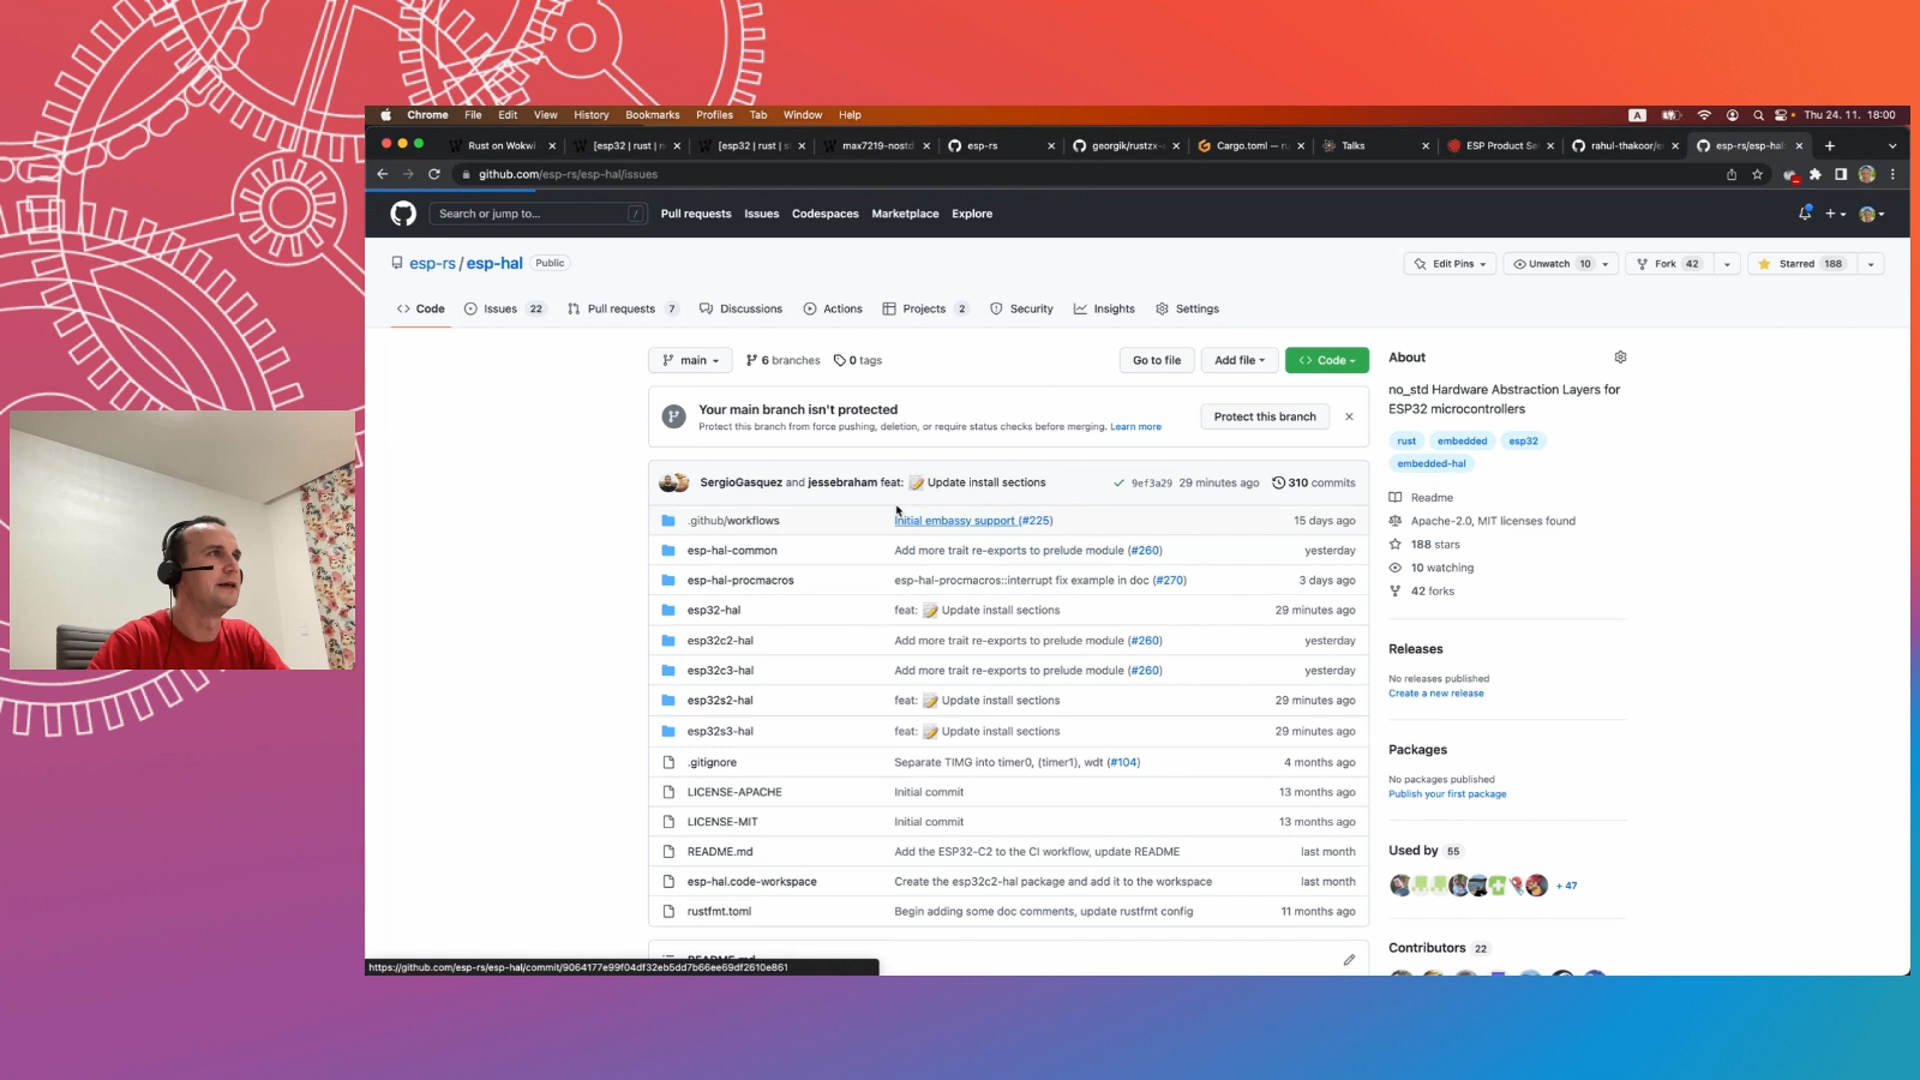 Chrome File Edit View History Bookmarks Profiles Tab Window Help
A Thu 24. 11. 18:00
Rust on Wokwi
[esp32 | rust | n
[esp32 | rust | s
max7219-nostd
esp-rs
georgik/rustzx-
Cargo.toml — ru
Talks
ESP Product Se
rahul-thakoor/e
esp-rs/esp-hal:
github.com/esp-rs/esp-hal/issues
Search or jump to... /
Pull requests Issues Codespaces Marketplace Explore
esp-rs / esp-hal Public
Edit Pins Unwatch 10 Fork 42 Starred 188
Code Issues 22 Pull requests 7 Discussions Actions Projects 2 Security Insights Settings
main 6 branches 0 tags Go to file Add file Code
Your main branch isn't protected
Protect this branch from force pushing, deletion, or require status checks before merging. Learn more
Protect this branch
SergioGasquez and jessebraham feat: 📝 Update install sections 9ef3a29 29 minutes ago 310 commits
.github/workflows Initial embassy support (#225) 15 days ago
esp-hal-common Add more trait re-exports to prelude module (#260) yesterday
esp-hal-procmacros esp-hal-procmacros::interrupt fix example in doc (#270) 3 days ago
esp32-hal feat: 📝 Update install sections 29 minutes ago
esp32c2-hal Add more trait re-exports to prelude module (#260) yesterday
esp32c3-hal Add more trait re-exports to prelude module (#260) yesterday
esp32s2-hal feat: 📝 Update install sections 29 minutes ago
esp32s3-hal feat: 📝 Update install sections 29 minutes ago
.gitignore Separate TIMG into timer0, (timer1), wdt (#104) 4 months ago
LICENSE-APACHE Initial commit 13 months ago
LICENSE-MIT Initial commit 13 months ago
README.md Add the ESP32-C2 to the CI workflow, update README last month
esp-hal.code-workspace Create the esp32c2-hal package and add it to the workspace last month
rustfmt.toml Begin adding some doc comments, update rustfmt config 11 months ago
README.md
https://github.com/esp-rs/esp-hal/commit/9064177e99f04df32eb5dd7b66ee69df2610e861
About
no_std Hardware Abstraction Layers for
ESP32 microcontrollers
rust embedded esp32
embedded-hal
Readme
Apache-2.0, MIT licenses found
188 stars
10 watching
42 forks
Releases
No releases published
Create a new release
Packages
No packages published
Publish your first package
Used by 55
+ 47
Contributors 22